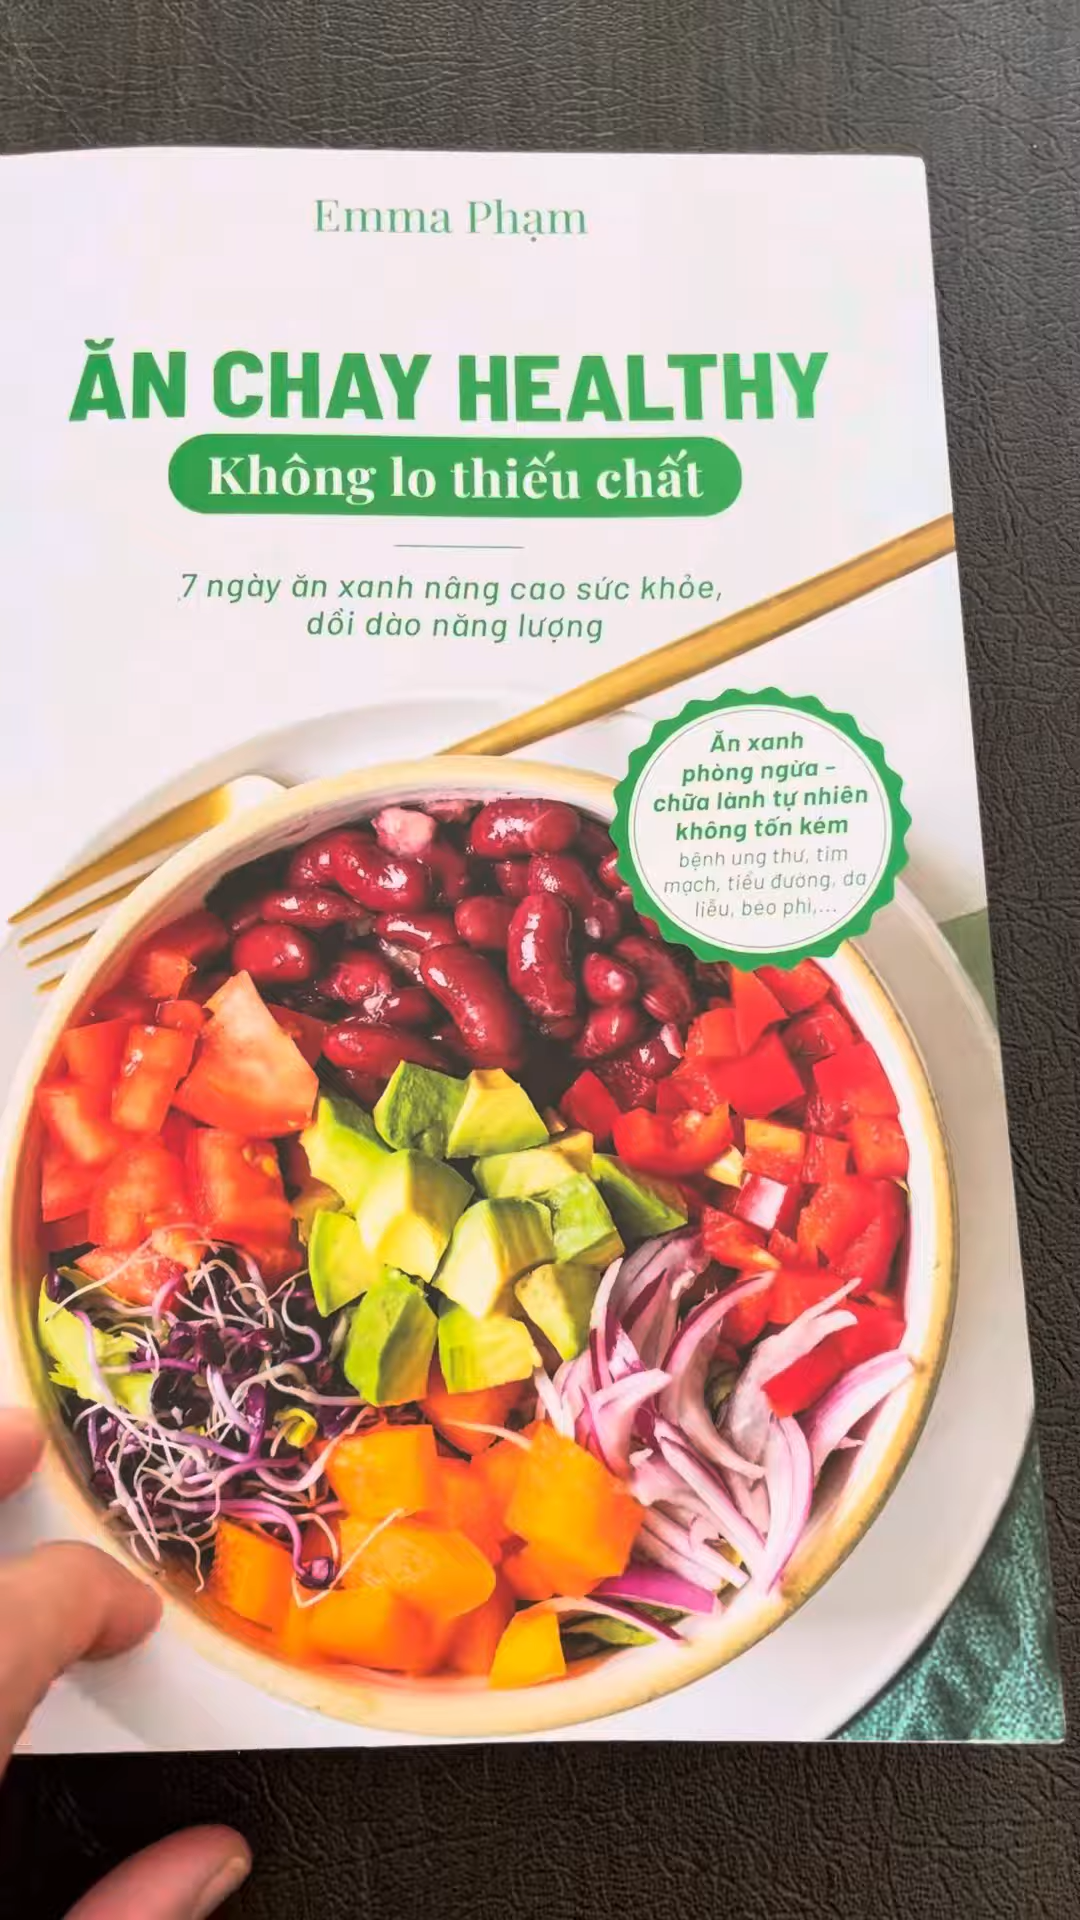 Emma Phạm
ĂN CHAY HEALTHY
Không lo thiếu chất
7 ngày ăn xanh nâng cao sức khỏe,
dồi dào năng lượng
Ăn xanh
phòng ngừa –
chữa lành tự nhiên
không tốn kém
bệnh ung thư, tim
mạch, tiểu đường, da
liễu, béo phì,...